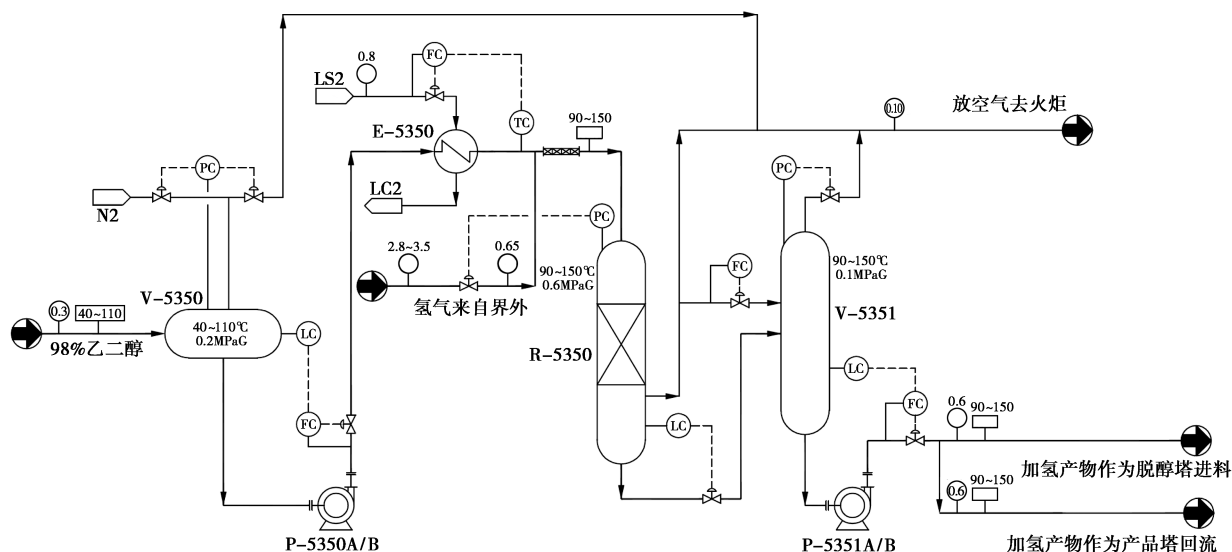 0.8
FC
LS2
TC
90~150
0.10
放空气去火炬
E-5350
PC
PC
LC2
N2
PC
2.8~3.5
0.65
FC
90~150℃
0.1MPaG
90~150℃
0.6MPaG
氢气来自界外
V-5350
V-5351
0.3
40~110
40~110℃
0.2MPaG
LC
98%乙二醇
R-5350
LC
FC
0.6
90~150
FC
LC
加氢产物作为脱醇塔进料
0.6
90~150
加氢产物作为产品塔回流
P-5350A/B
P-5351A/B